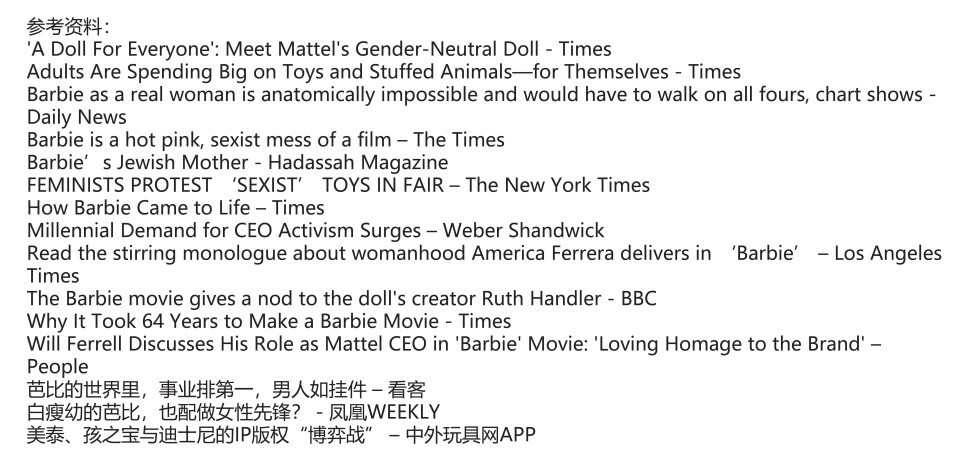 参考资料：
'A Doll For Everyone': Meet Mattel's Gender-Neutral Doll - Times
Adults Are Spending Big on Toys and Stuffed Animals—for Themselves - Times
Barbie as a real woman is anatomically impossible and would have to walk on all fours, chart shows -
Daily News
Barbie is a hot pink, sexist mess of a film – The Times
Barbie’s Jewish Mother - Hadassah Magazine
FEMINISTS PROTEST ‘SEXIST’ TOYS IN FAIR – The New York Times
How Barbie Came to Life – Times
Millennial Demand for CEO Activism Surges – Weber Shandwick
Read the stirring monologue about womanhood America Ferrera delivers in ‘Barbie’ – Los Angeles
Times
The Barbie movie gives a nod to the doll's creator Ruth Handler - BBC
Why It Took 64 Years to Make a Barbie Movie - Times
Will Ferrell Discusses His Role as Mattel CEO in 'Barbie' Movie: 'Loving Homage to the Brand' –
People
芭比的世界里，事业排第一，男人如挂件 – 看客
白瘦幼的芭比，也配做女性先锋？ - 凤凰WEEKLY
美泰、孩之宝与迪士尼的IP版权“博弈战” – 中外玩具网APP